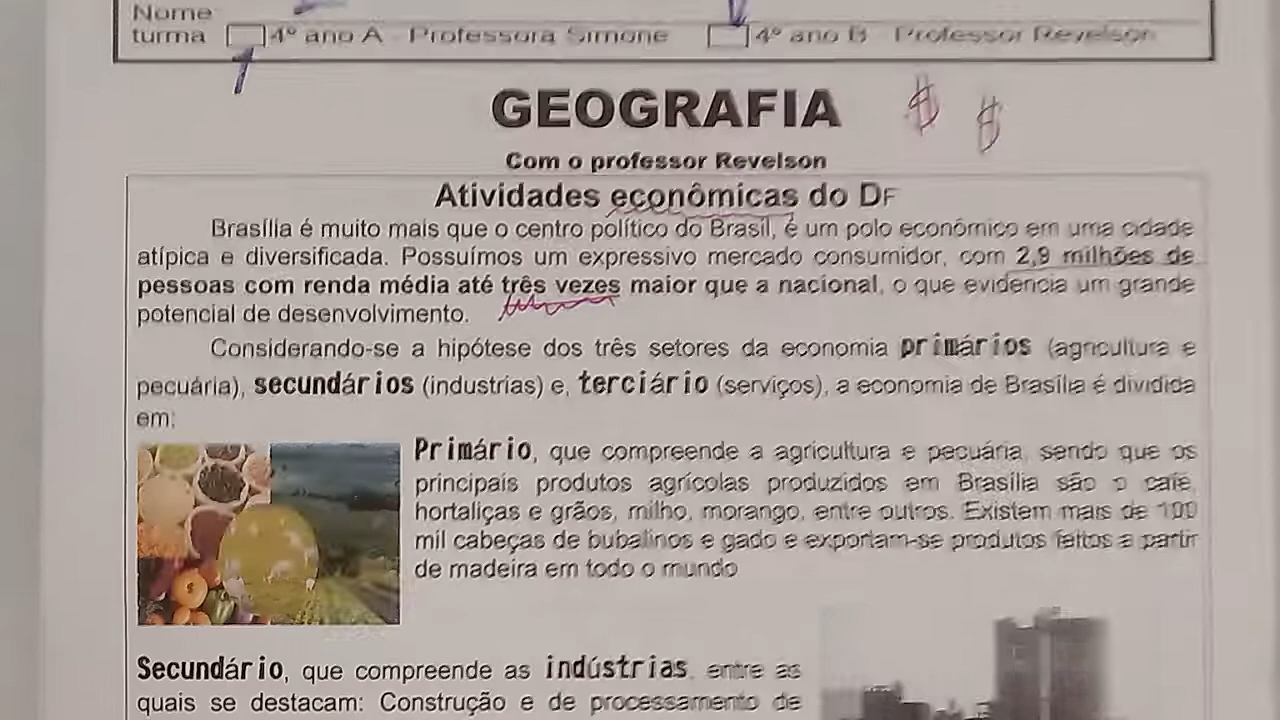 Nome
turma 4º ano A - Professora Simone 4º ano B - Professor Revelson
GEOGRAFIA
Com o professor Revelson
Atividades econômicas do DF
Brasília é muito mais que o centro político do Brasil, é um polo econômico em uma cidade
atípica e diversificada. Possuímos um expressivo mercado consumidor, com 2,9 milhões de
pessoas com renda média até três vezes maior que a nacional, o que evidencia um grande
potencial de desenvolvimento.
Considerando-se a hipótese dos três setores da economia primários (agricultura e
pecuária), secundários (industrias) e, terciário (serviços), a economia de Brasília é dividida
em:
Primário, que compreende a agricultura e pecuária, sendo que os
principais produtos agrícolas produzidos em Brasília são o café,
hortaliças e grãos, milho, morango, entre outros. Existem mais de 100
mil cabeças de bubalinos e gado e exportam-se produtos feitos a partir
de madeira em todo o mundo
Secundário, que compreende as indústrias, entre as
quais se destacam: Construção e de processamento de